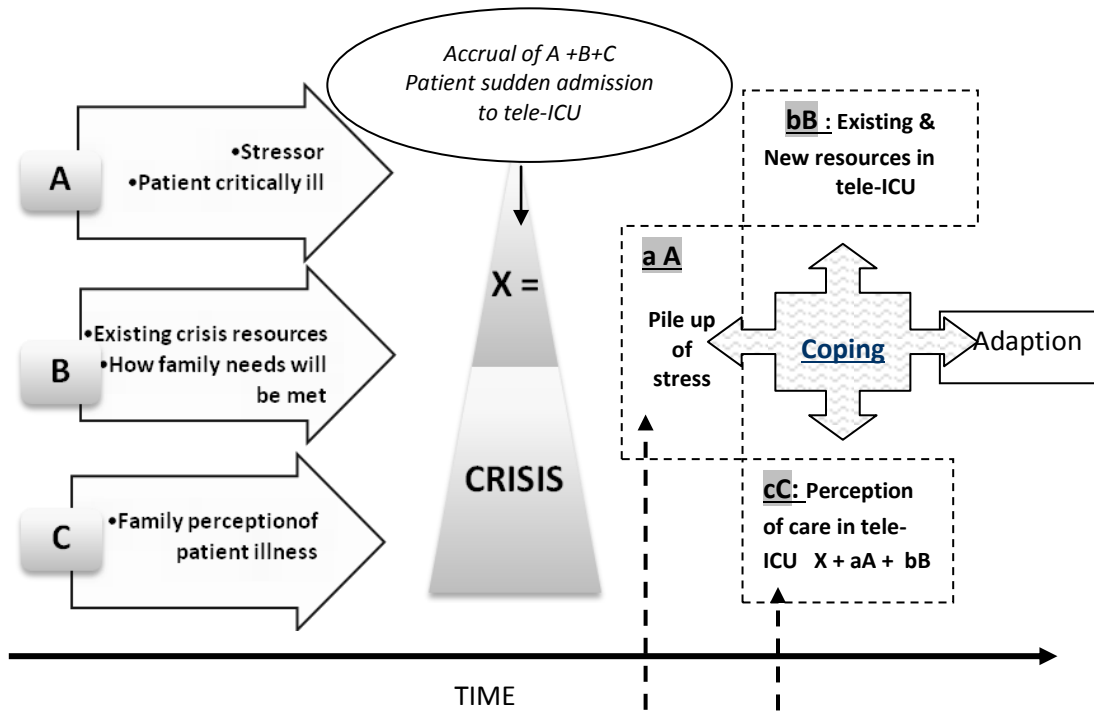 Accrual of A +B+C
Patient sudden admission
to tele-ICU
A
•Stressor
•Patient critically ill
B
•Existing crisis resources
•How family needs will
be met
C
•Family perceptionof
patient illness
X =
CRISIS
bB : Existing &
New resources in
tele-ICU
a A
Pile up
of
stress
Coping
Adaption
cC: Perception
of care in tele-
ICU X + aA + bB
TIME